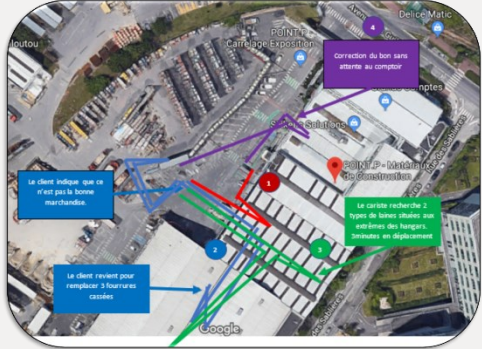 4
Delice Matic
POINT.P
Carrelage Exposition
Correction du bon sans
attente au comptoir
Solutions
POINT.P - Matériaux
de Construction
1
Le client indique que ce
n'est pas la bonne
marchandise.
Le cariste recherche 2
types de laines situées aux
extrêmes des hangars.
3minutes en déplacement
2
3
Le client revient pour
remplacer 3 fourrures
cassées
Google